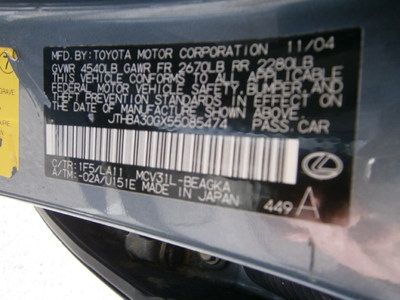 MFD. BY: TOYOTA MOTOR CORPORATION 11/04
GVWR 4540LB GAWR FR 2670LB RR 2280LB
THIS VEHICLE CONFORMS TO ALL APPLICABLE
FEDERAL MOTOR VEHICLE SAFETY, BUMPER, AND
THEFT PREVENTION STANDARDS IN EFFECT ON
THE DATE OF MANUFACTURE SHOWN ABOVE.
JTHBA30GX55085474 PASS. CAR
C/TR: 1F5/LA11 MCV31L-BEAGKA
A/TM: -02A/U151E MADE IN JAPAN
449 A